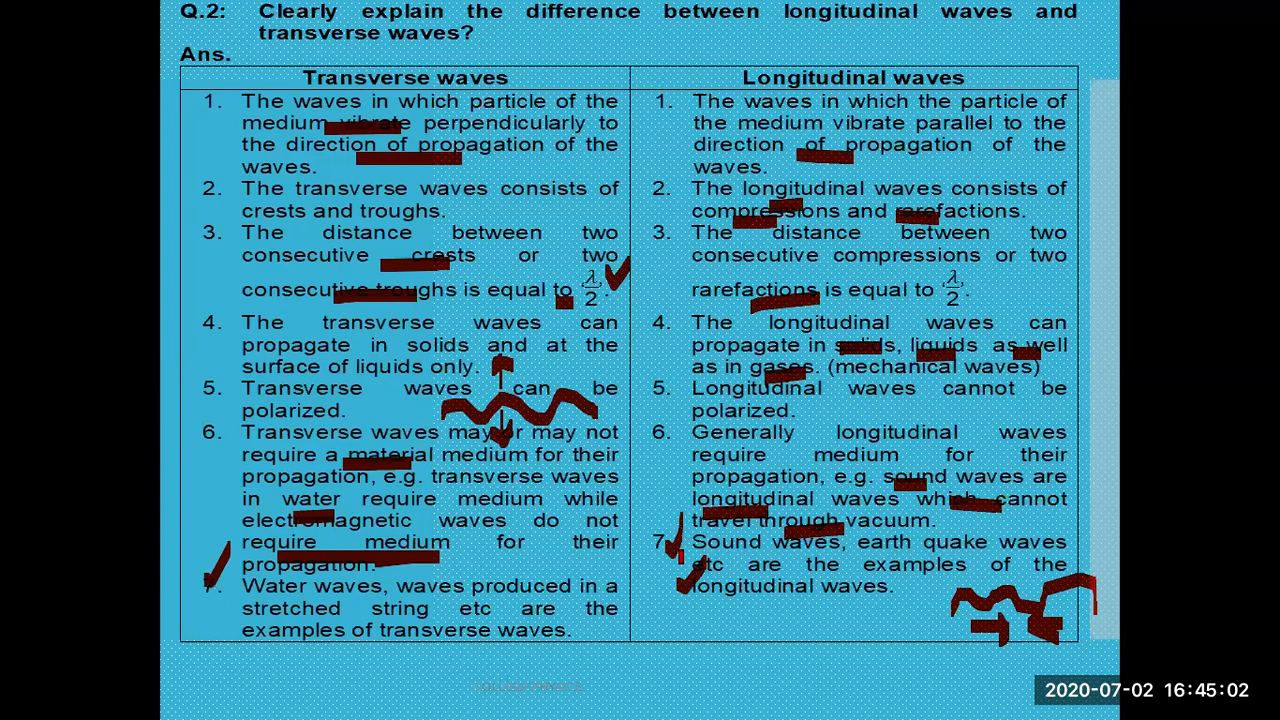 Q.2: Clearly explain the difference between longitudinal waves and
transverse waves?
Ans.
Transverse waves
1. The waves in which particle of the
medium vibrate perpendicularly to
the direction of propagation of the
waves.
2. The transverse waves consists of
crests and troughs.
3. The distance between two
consecutive crests or two
consecutive troughs is equal to ‘λ/2’.
4. The transverse waves can
propagate in solids and at the
surface of liquids only.
5. Transverse waves can be
polarized.
6. Transverse waves may or may not
require a material medium for their
propagation, e.g. transverse waves
in water require medium while
electromagnetic waves do not
require medium for their
propagation.
7. Water waves, waves produced in a
stretched string etc are the
examples of transverse waves.
Longitudinal waves
1. The waves in which the particle of
the medium vibrate parallel to the
direction of propagation of the
waves.
2. The longitudinal waves consists of
compressions and rarefactions.
3. The distance between two
consecutive compressions or two
rarefactions is equal to ‘λ/2’.
4. The longitudinal waves can
propagate in solids, liquids as well
as in gases. (mechanical waves)
5. Longitudinal waves cannot be
polarized.
6. Generally longitudinal waves
require medium for their
propagation, e.g. sound waves are
longitudinal waves which cannot
travel through vacuum.
7. Sound waves, earth quake waves
etc are the examples of the
longitudinal waves.
COLLEGE PHYSICS
2020-07-02 16:45:02